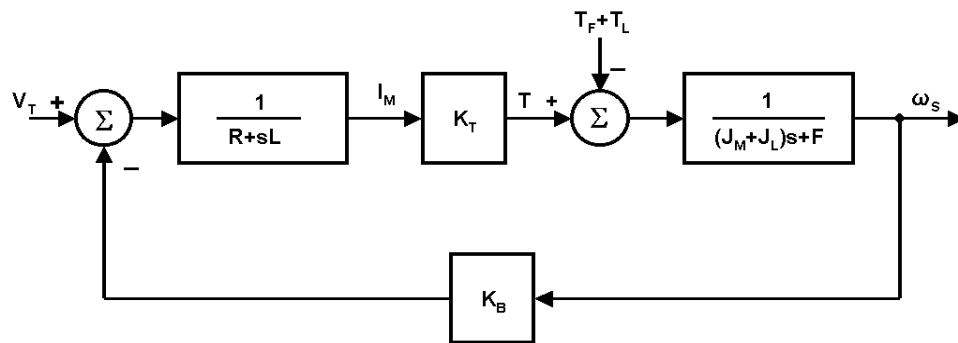 T_F+T_L
V_T + Σ
1
R+sL
I_M
K_T
T + Σ −
1
(J_M+J_L)s+F
ω_S
−
K_B